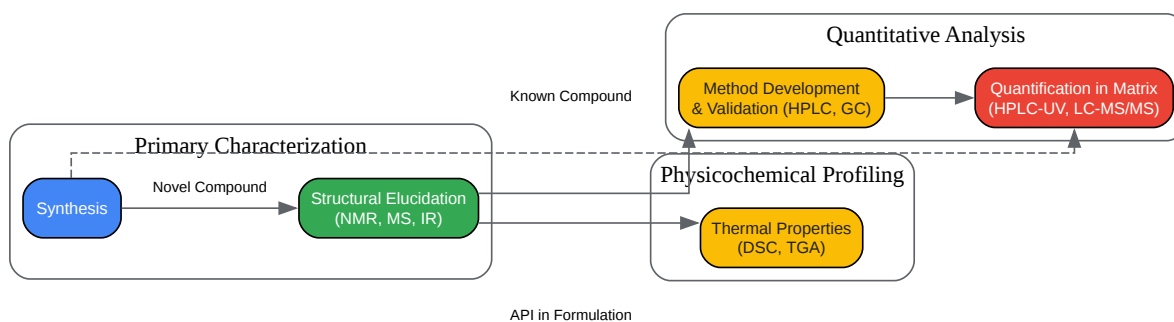 Quantitative Analysis
Method Development
& Validation (HPLC, GC)
Quantification in Matrix
(HPLC-UV, LC-MS/MS)
Known Compound
Primary Characterization
Physicochemical Profiling
Novel Compound
Synthesis
Structural Elucidation
(NMR, MS, IR)
Thermal Properties
(DSC, TGA)
API in Formulation